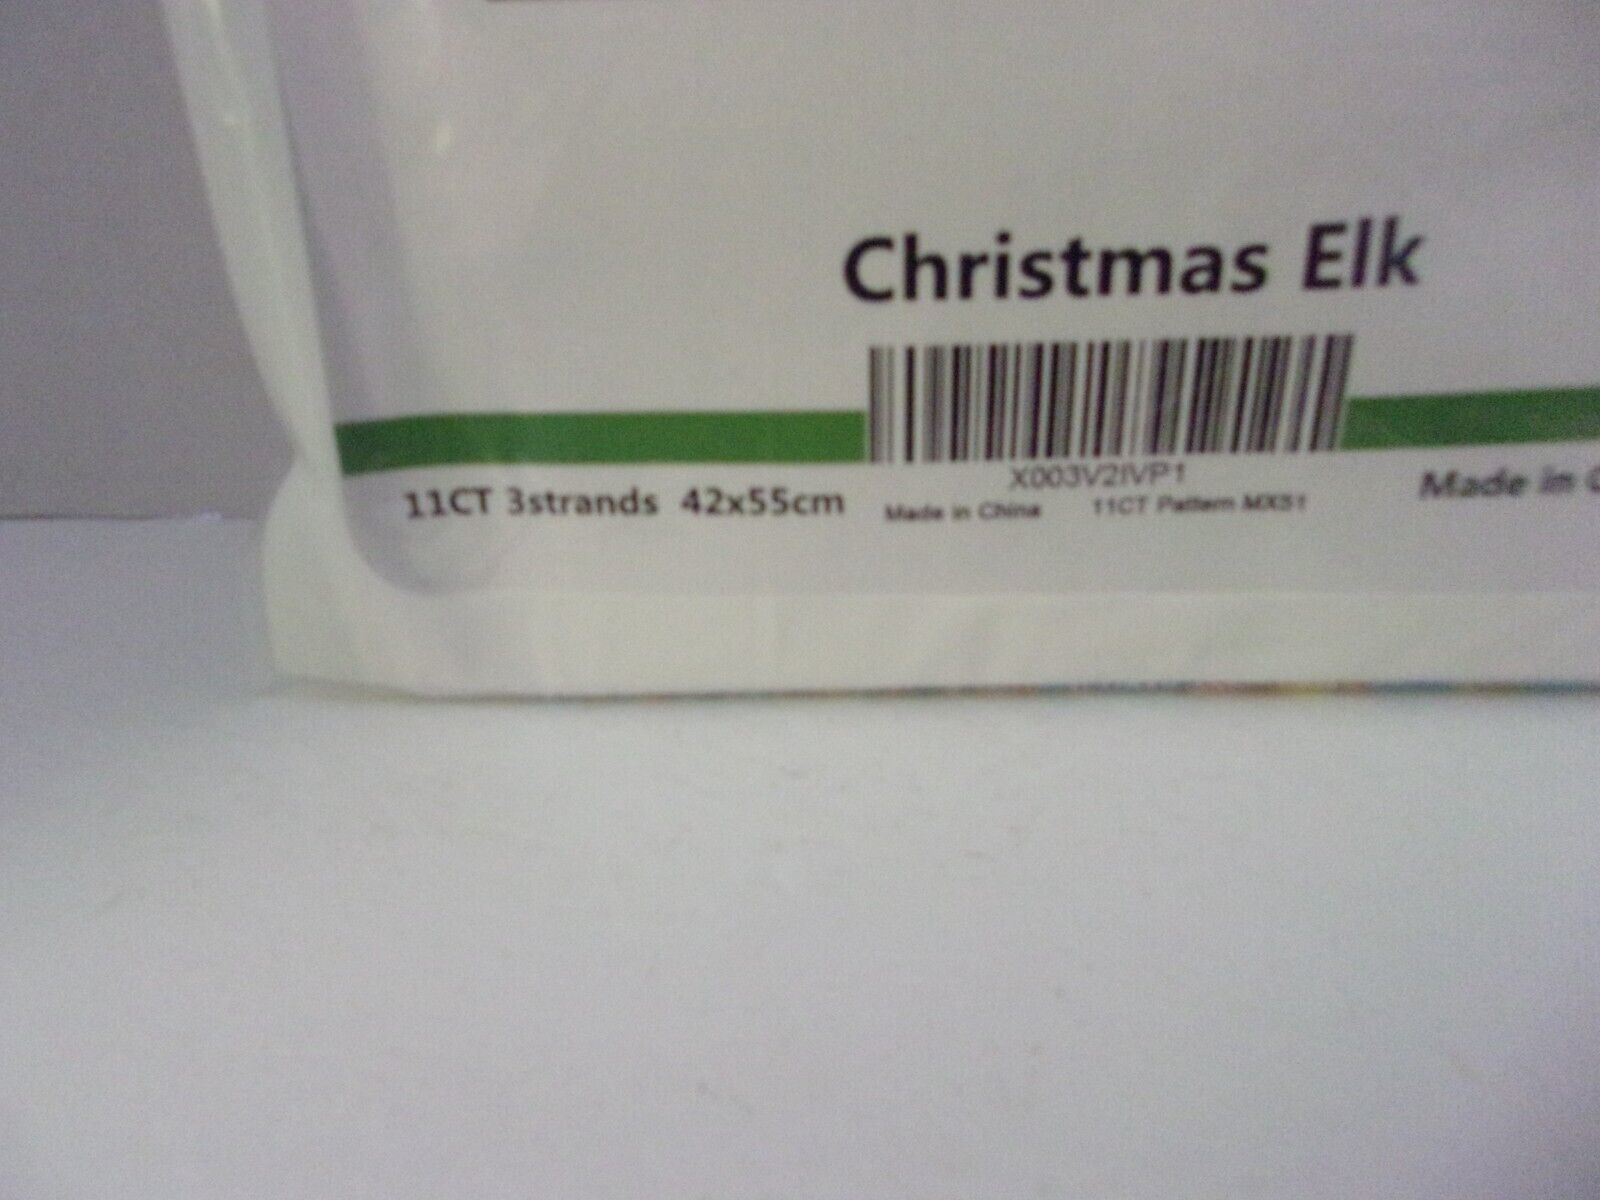 Christmas Elk
X003V2IVP1
11CT 3strands 42x55cm
Made in China 11CT Pattern MX51
Made in